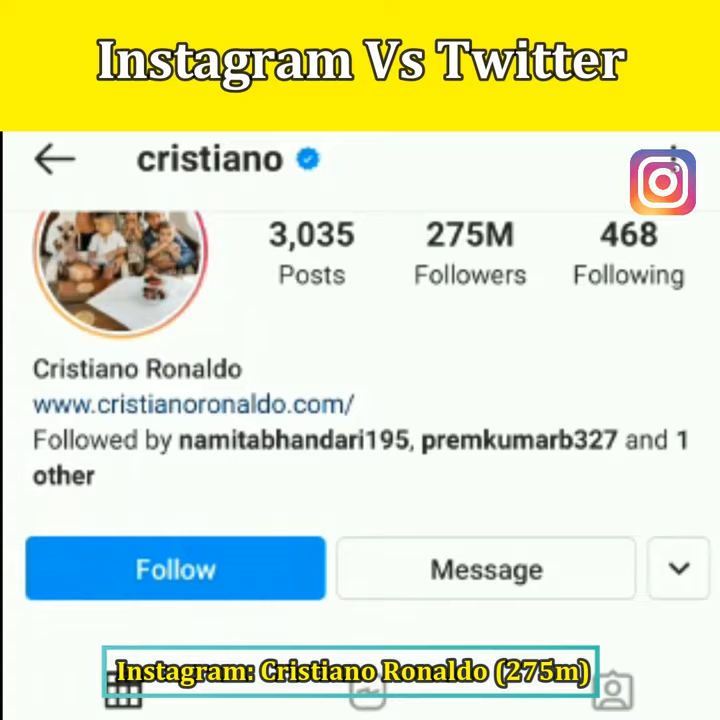 Instagram Vs Twitter
cristiano
3,035 275M 468
Posts Followers Following
Cristiano Ronaldo
www.cristianoronaldo.com/
Followed by namitabhandari195, premkumarb327 and 1
other
Follow Message
Instagram: Cristiano Ronaldo (275m)